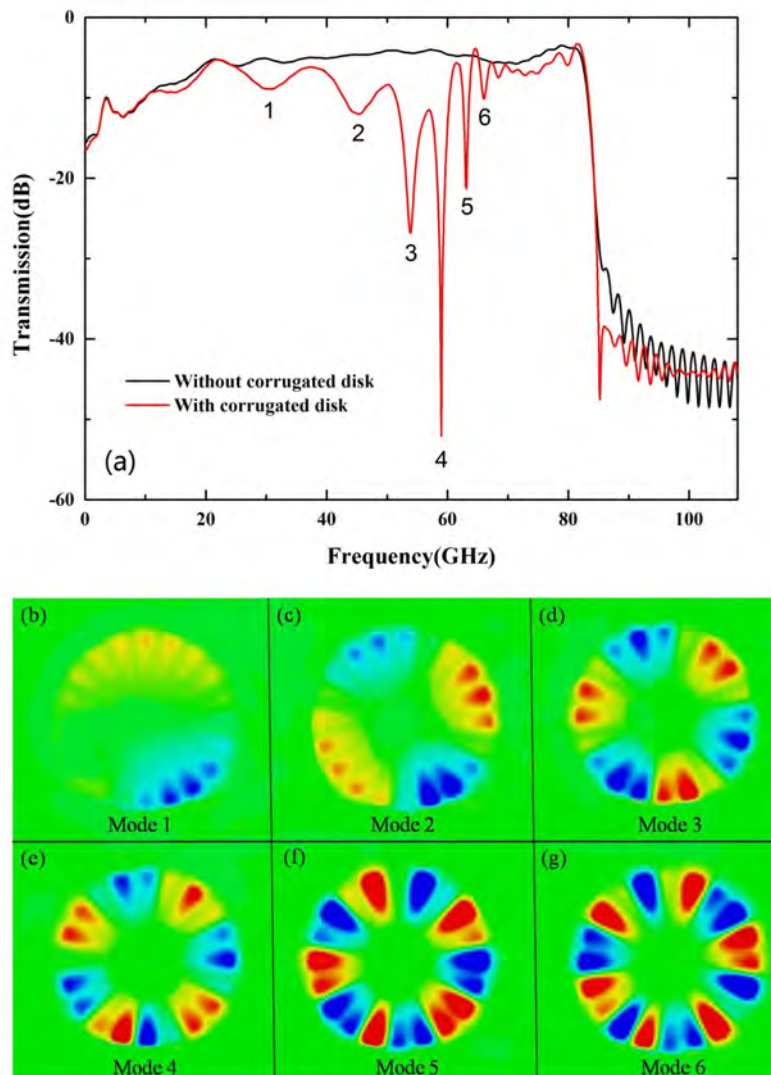 0
-20
-40
-60
Transmission(dB)
1
2
3
4
5
6
Without corrugated disk
With corrugated disk
(a)
0 20 40 60 80 100
Frequency(GHz)
(b) (c) (d)
Mode 1 Mode 2 Mode 3
(e) (f) (g)
Mode 4 Mode 5 Mode 6